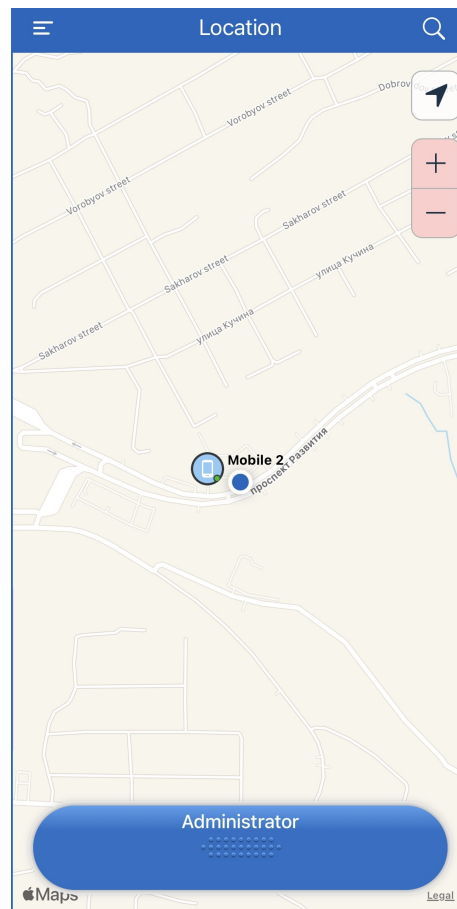 Location
Vorobyov street
Vorobyov street
Sakharov street
улица Кучина
Sakharov street
улица Кучина
Sakharov street
Mobile 2
проспект Развития
Administrator
Maps
Legal